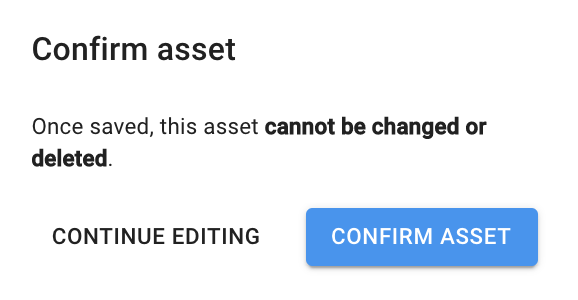 Confirm asset
Once saved, this asset cannot be changed or
deleted.
CONTINUE EDITING
CONFIRM ASSET